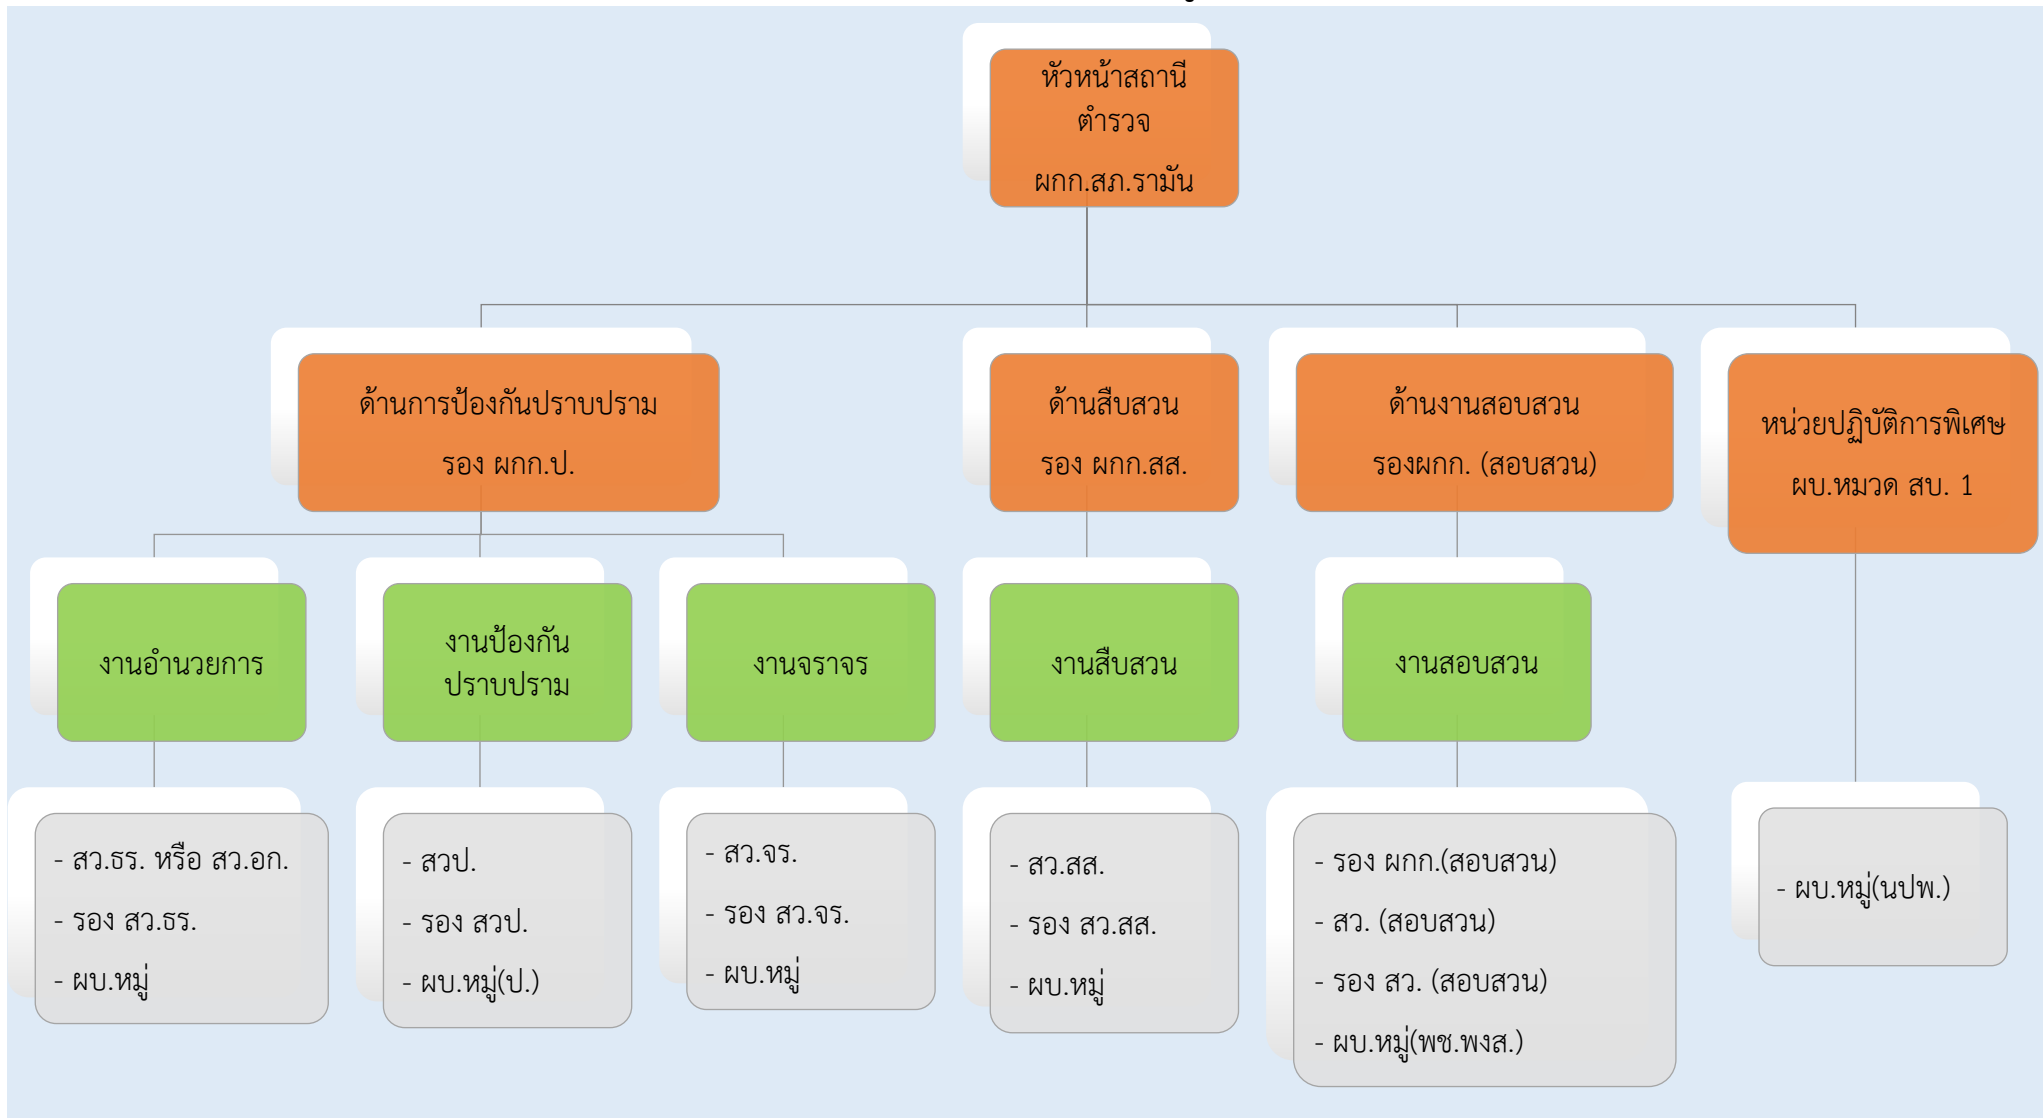 หัวหน้าสถานี
ตำรวจ
ผกก.สภ.รามัน
ด้านการป้องกันปราบปราม
รอง ผกก.ป.
ด้านสืบสวน
รอง ผกก.สส.
ด้านงานสอบสวน
รองผกก. (สอบสวน)
หน่วยปฏิบัติการพิเศษ
ผบ.หมวด สบ. 1
งานอำนวยการ
งานป้องกัน
ปราบปราม
งานจราจร
งานสืบสวน
งานสอบสวน
- สว.ธร. หรือ สว.อก.
- รอง สว.ธร.
- ผบ.หมู่
- สวป.
- รอง สวป.
- ผบ.หมู่(ป.)
- สว.จร.
- รอง สว.จร.
- ผบ.หมู่
- สว.สส.
- รอง สว.สส.
- ผบ.หมู่
- รอง ผกก.(สอบสวน)
- สว. (สอบสวน)
- รอง สว. (สอบสวน)
- ผบ.หมู่(พช.พงส.)
- ผบ.หมู่(นปพ.)